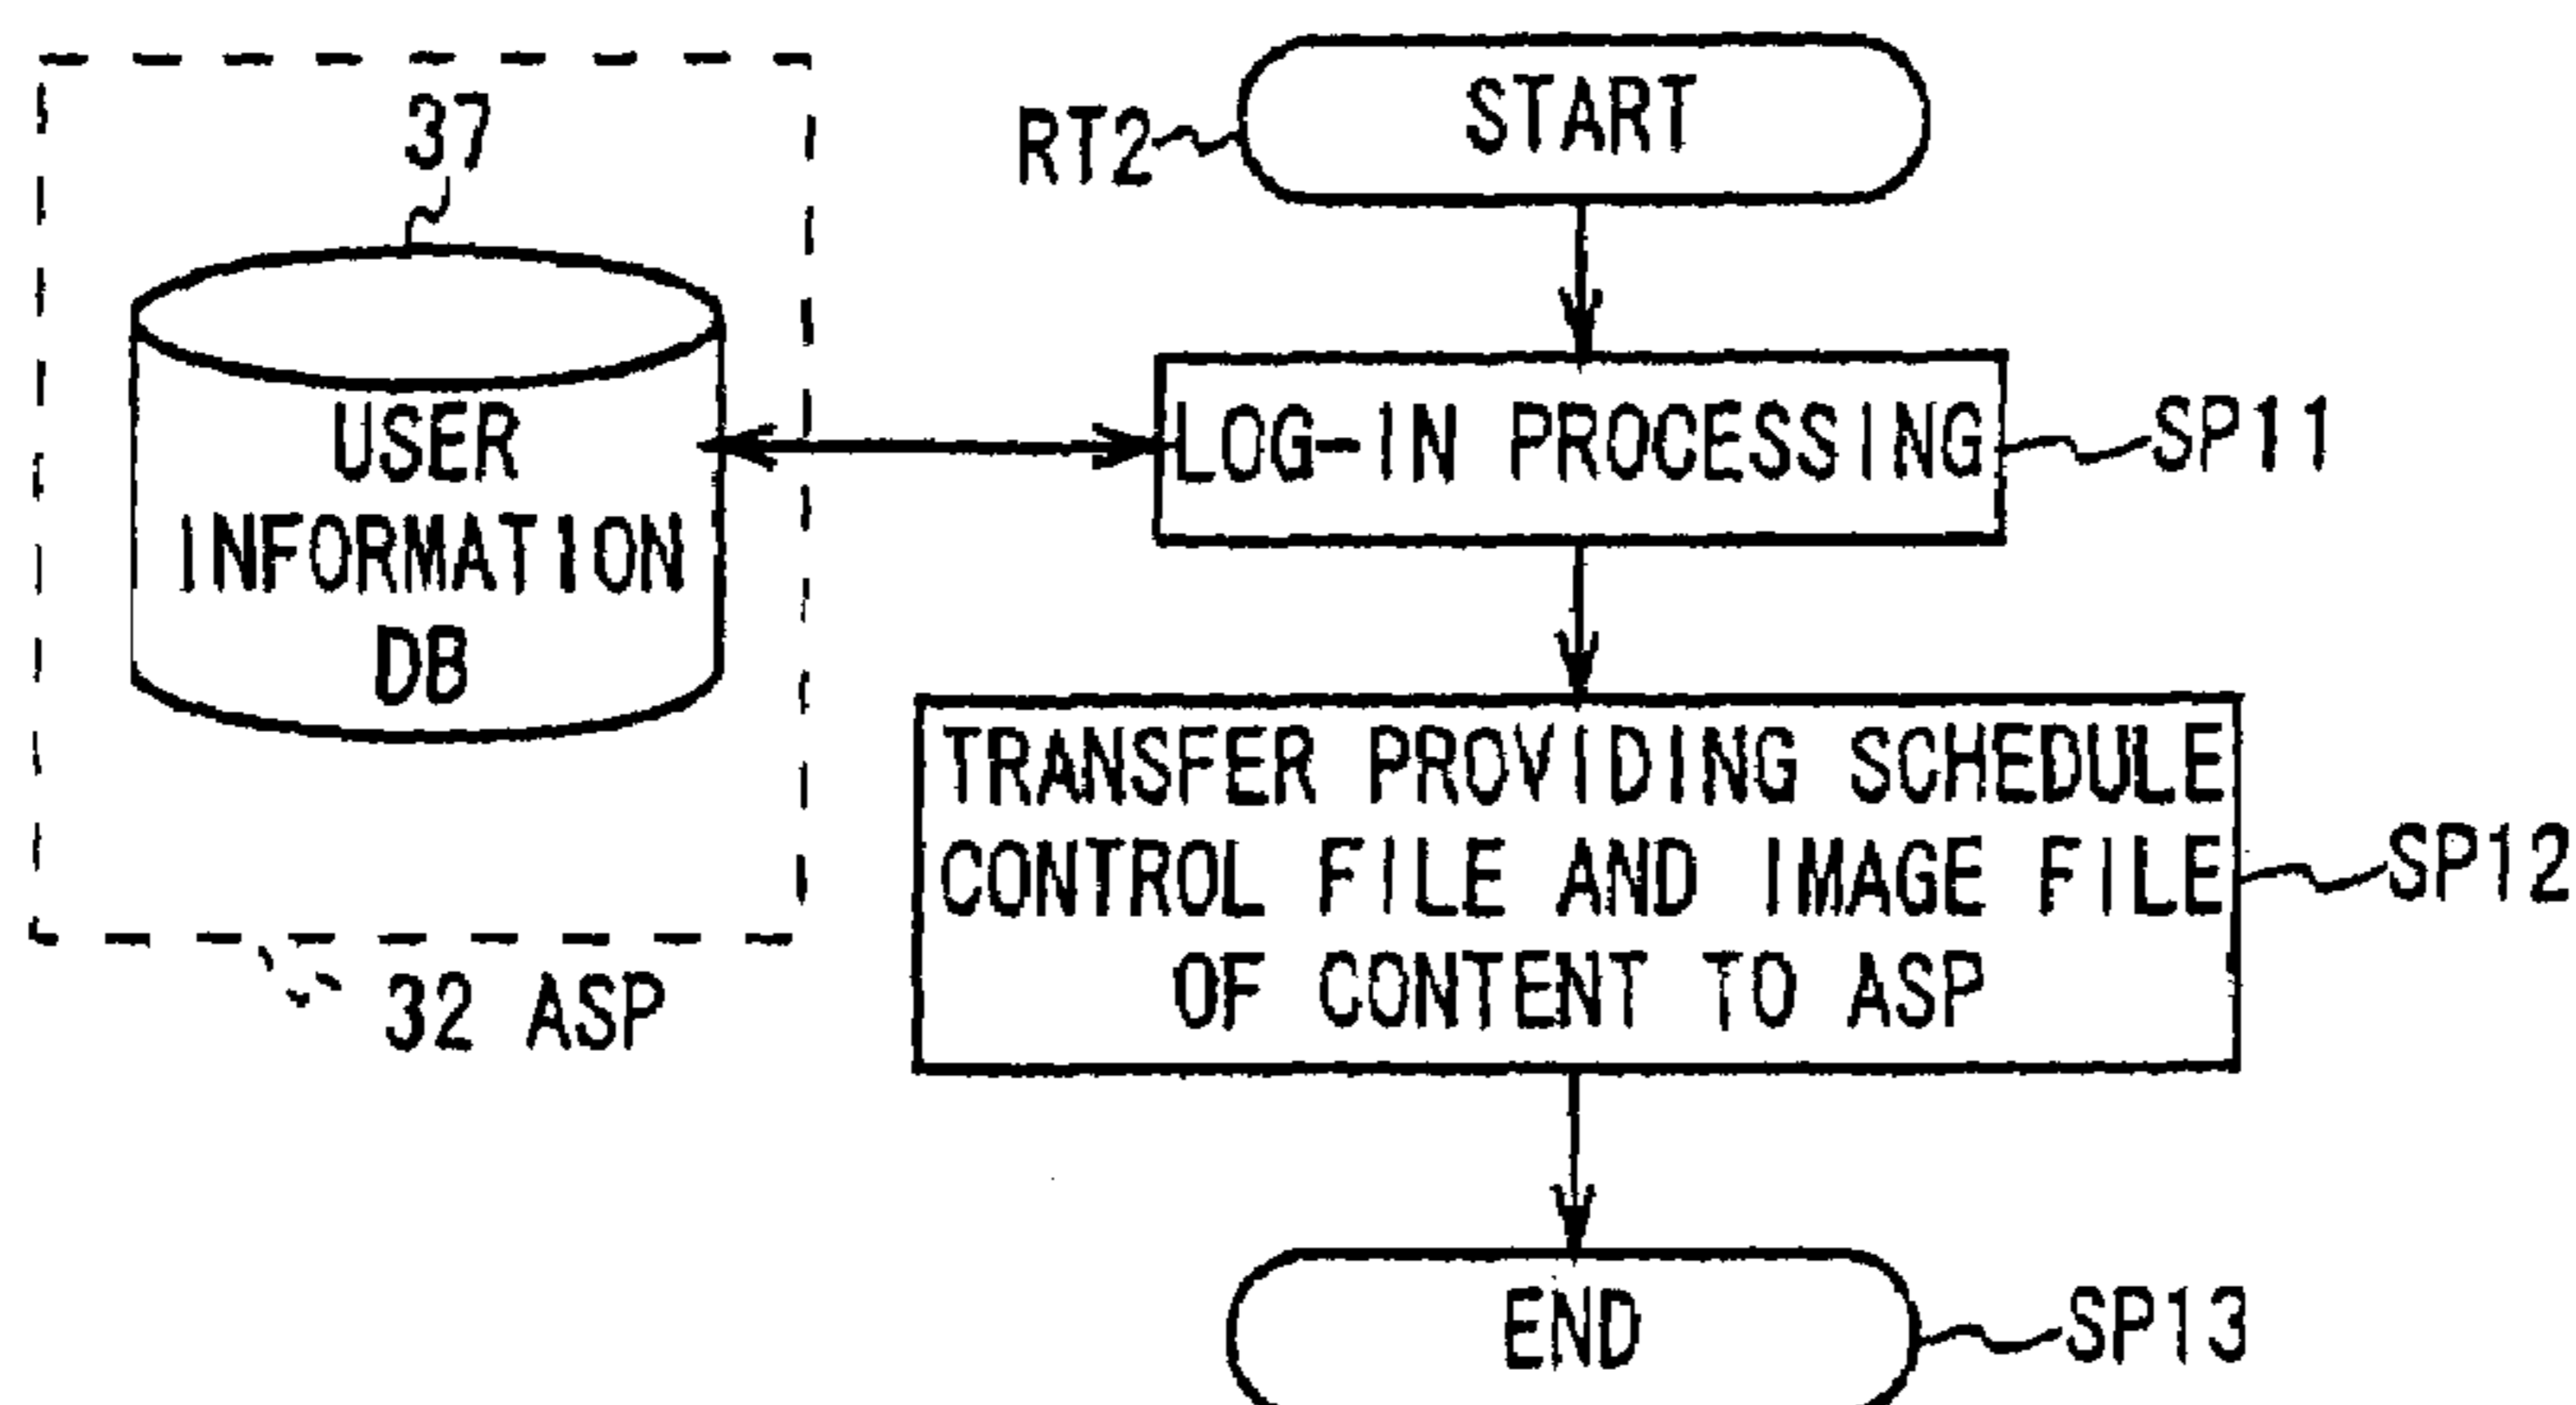 37
USER
INFORMATION
DB
32 ASP
RT2
START
LOG-IN PROCESSING
SP11
TRANSFER PROVIDING SCHEDULE
CONTROL FILE AND IMAGE FILE
OF CONTENT TO ASP
SP12
END
SP13